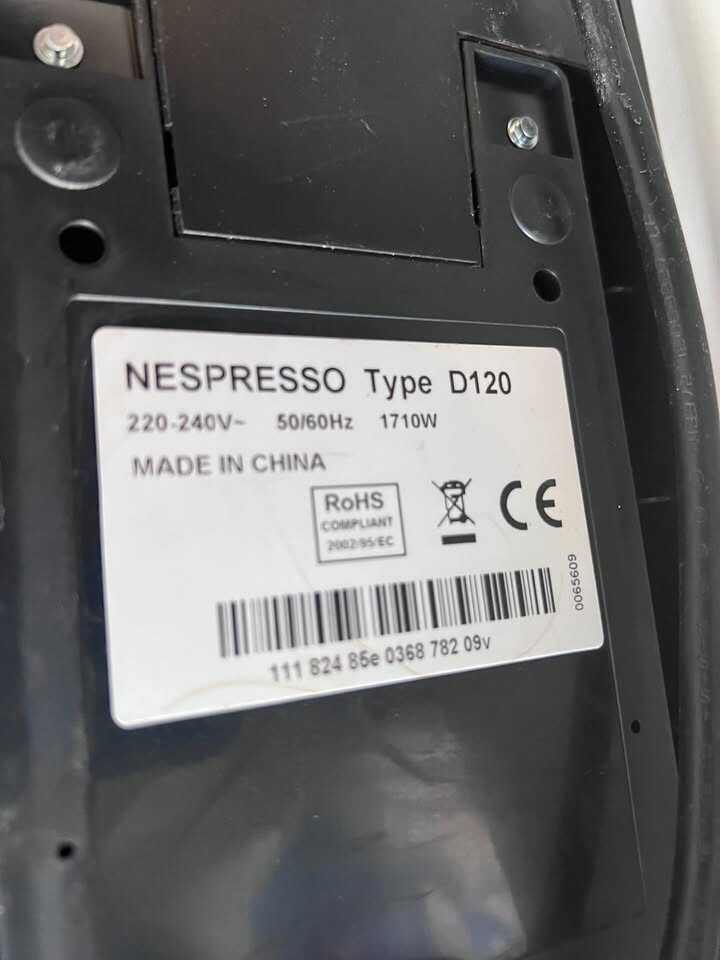 NESPRESSO Type D120
220-240V~ 50/60Hz 1710W
MADE IN CHINA
RoHS
COMPLIANT
2002/95/EC
CE
0065609
111 824 85e 0368 782 09v